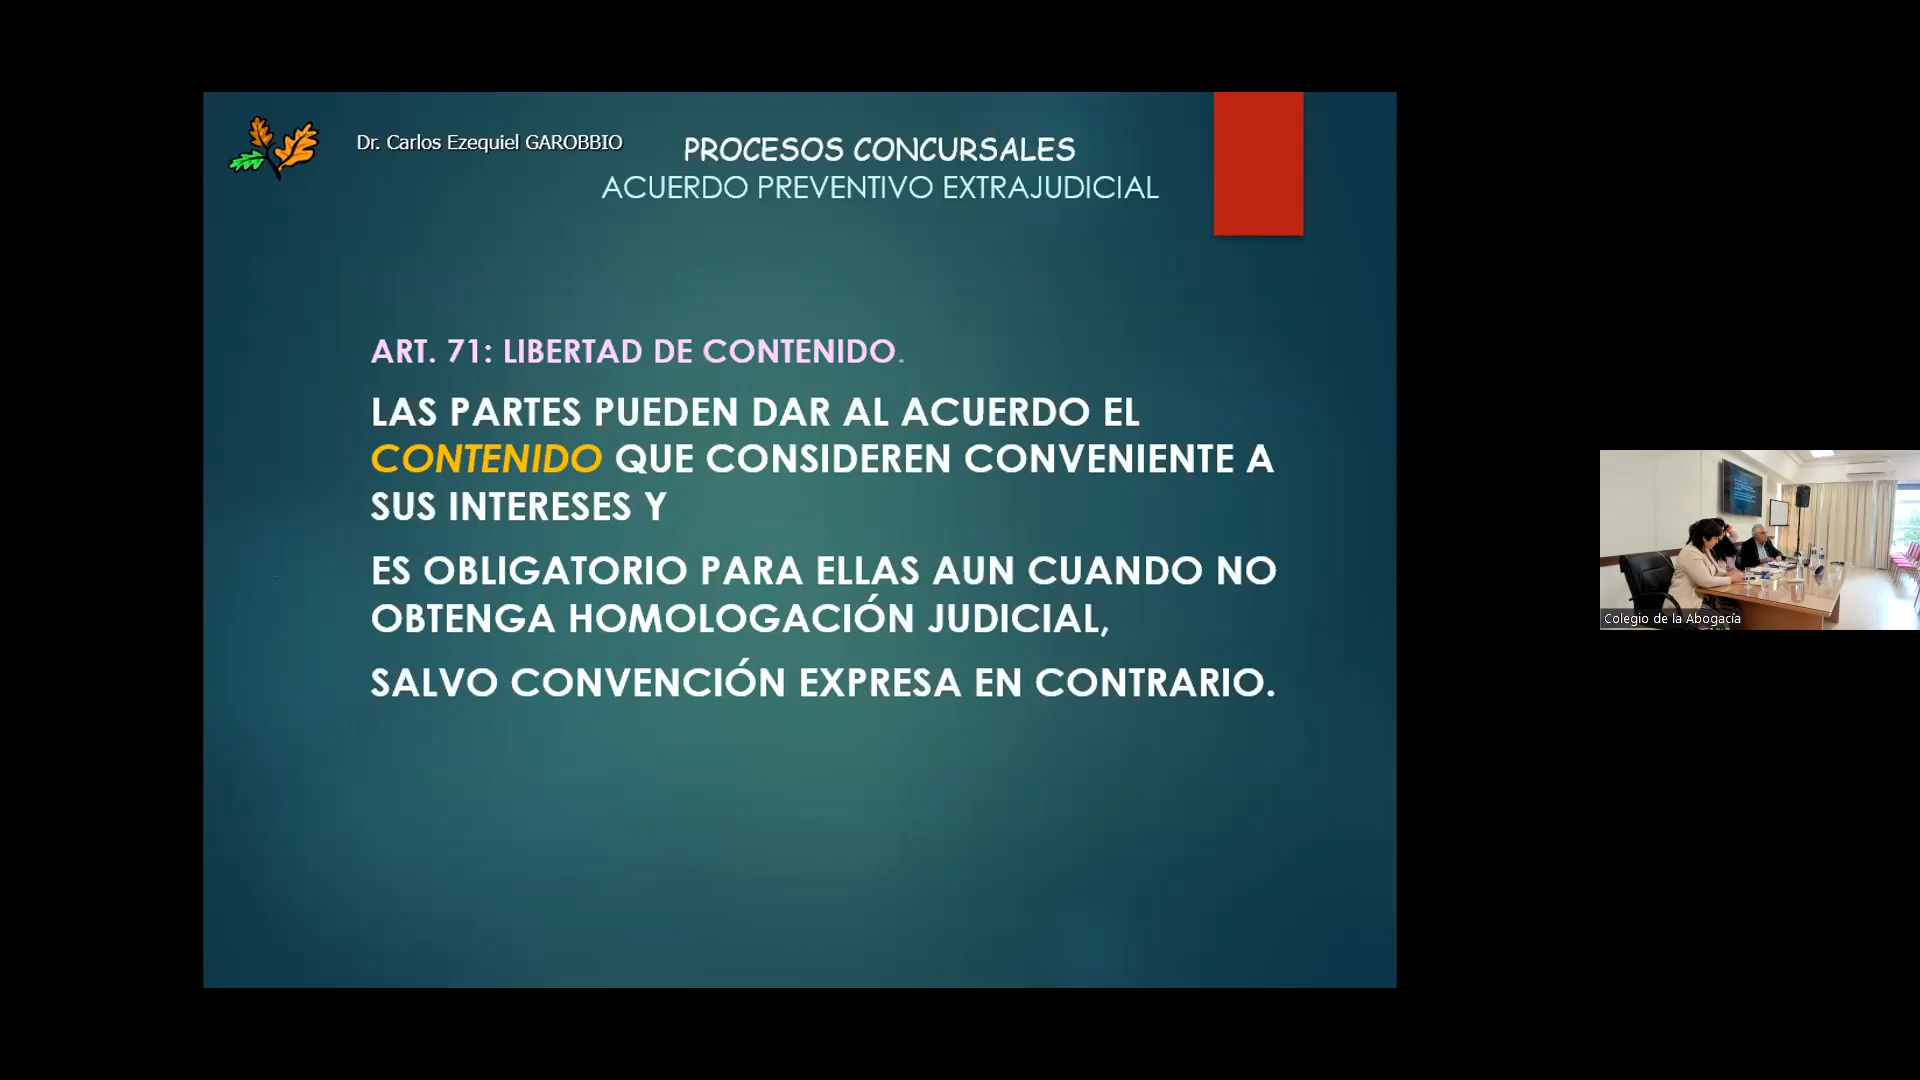 Dr. Carlos Ezequiel GAROBBIO
PROCESOS CONCURSALES
ACUERDO PREVENTIVO EXTRAJUDICIAL
ART. 71: LIBERTAD DE CONTENIDO.
LAS PARTES PUEDEN DAR AL ACUERDO EL
CONTENIDO QUE CONSIDEREN CONVENIENTE A
SUS INTERESES Y
ES OBLIGATORIO PARA ELLAS AUN CUANDO NO
OBTENGA HOMOLOGACIÓN JUDICIAL,
SALVO CONVENCIÓN EXPRESA EN CONTRARIO.
Colegio de la Abogacía